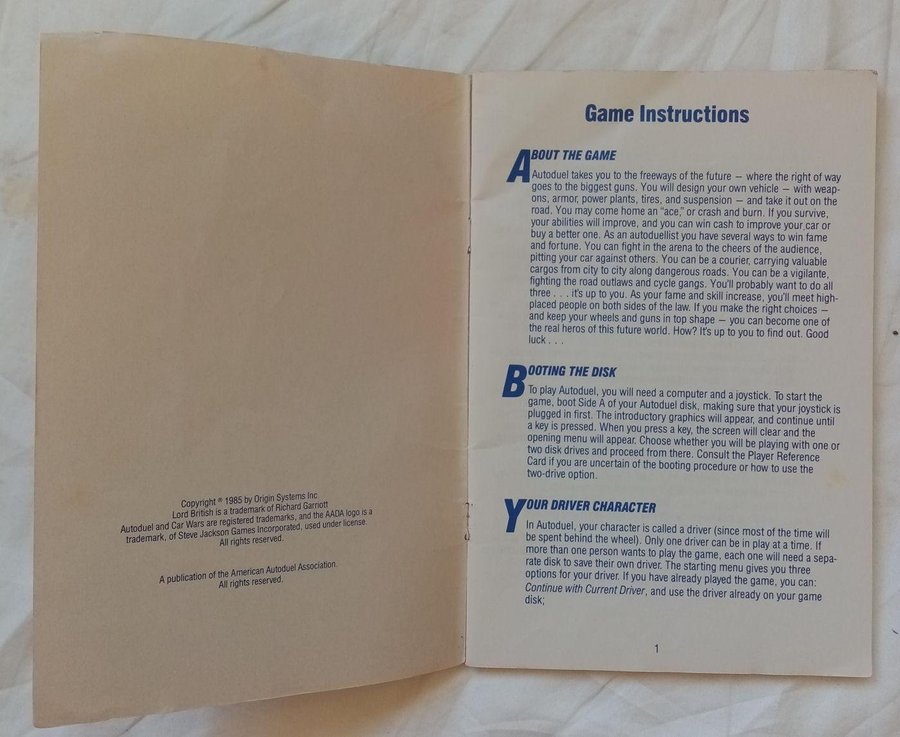 Copyright ® 1985 by Origin Systems Inc
Lord British is a trademark of Richard Garriott
Autoduel and Car Wars are registered trademarks, and the AADA logo is a
trademark, of Steve Jackson Games Incorporated, used under license.
All rights reserved.
A publication of the American Autoduel Association.
All rights reserved.
Game Instructions
ABOUT THE GAME
Autoduel takes you to the freeways of the future — where the right of way
goes to the biggest guns. You will design your own vehicle — with weap-
ons, armor, power plants, tires, and suspension — and take it out on the
road. You may come home an "ace," or crash and burn. If you survive,
your abilities will improve, and you can win cash to improve your car or
buy a better one. As an autoduellist you have several ways to win fame
and fortune. You can fight in the arena to the cheers of the audience,
pitting your car against others. You can be a courier, carrying valuable
cargos from city to city along dangerous roads. You can be a vigilante,
fighting the road outlaws and cycle gangs. You'll probably want to do all
three . . . it's up to you. As your fame and skill increase, you'll meet high-
placed people on both sides of the law. If you make the right choices —
and keep your wheels and guns in top shape — you can become one of
the real heros of this future world. How? It's up to you to find out. Good
luck . . .
BOOTING THE DISK
To play Autoduel, you will need a computer and a joystick. To start the
game, boot Side A of your Autoduel disk, making sure that your joystick is
plugged in first. The introductory graphics will appear, and continue until
a key is pressed. When you press a key, the screen will clear and the
opening menu will appear. Choose whether you will be playing with one or
two disk drives and proceed from there. Consult the Player Reference
Card if you are uncertain of the booting procedure or how to use the
two-drive option.
YOUR DRIVER CHARACTER
In Autoduel, your character is called a driver (since most of the time will
be spent behind the wheel). Only one driver can be in play at a time. If
more than one person wants to play the game, each one will need a sepa-
rate disk to save their own driver. The starting menu gives you three
options for your driver. If you have already played the game, you can:
Continue with Current Driver, and use the driver already on your game
disk;
1